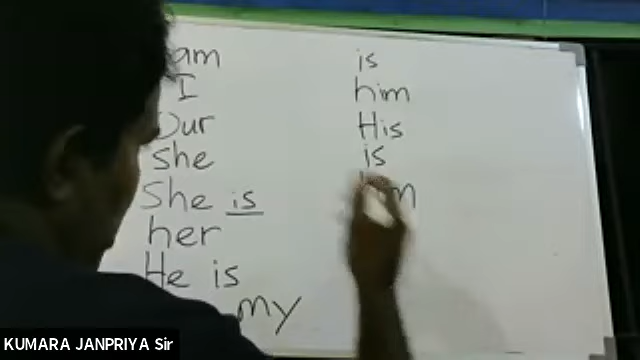 am
I
Our
she
She is
her
He is
my
is
him
His
is
KUMARA JANPRIYA Sir